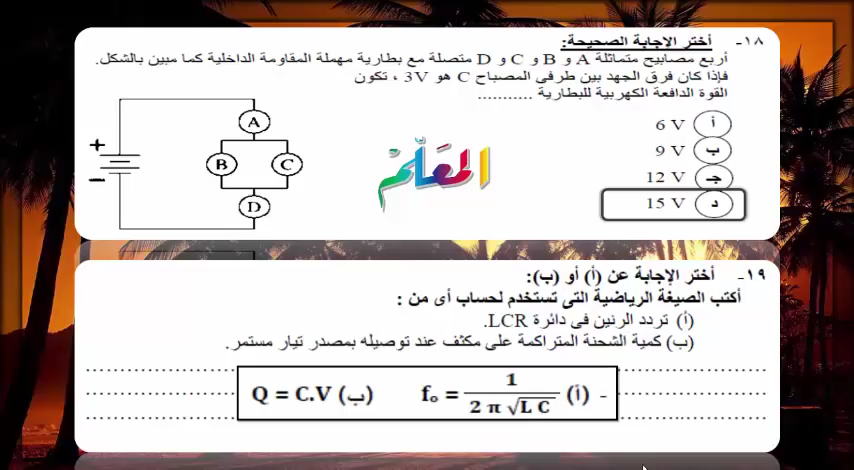 ١٨- أختر الإجابة الصحيحة:
أربع مصابيح متماثلة A و B و C و D متصلة مع بطارية مهملة المقاومة الداخلية كما مبين بالشكل.
فإذا كان فرق الجهد بين طرفى المصباح C هو 3V ، تكون
القوة الدافعة الكهربية للبطارية ...........
أ 6 V
ب 9 V
جـ 12 V
د 15 V
+
−
A
B C
D
المعلم
١٩- أختر الإجابة عن (أ) أو (ب):
أكتب الصيغة الرياضية التى تستخدم لحساب أى من :
(أ) تردد الرنين فى دائرة LCR.
(ب) كمية الشحنة المتراكمة على مكثف عند توصيله بمصدر تيار مستمر.
- (أ) f₀ = 1 / 2 π √L C (ب) Q = C.V